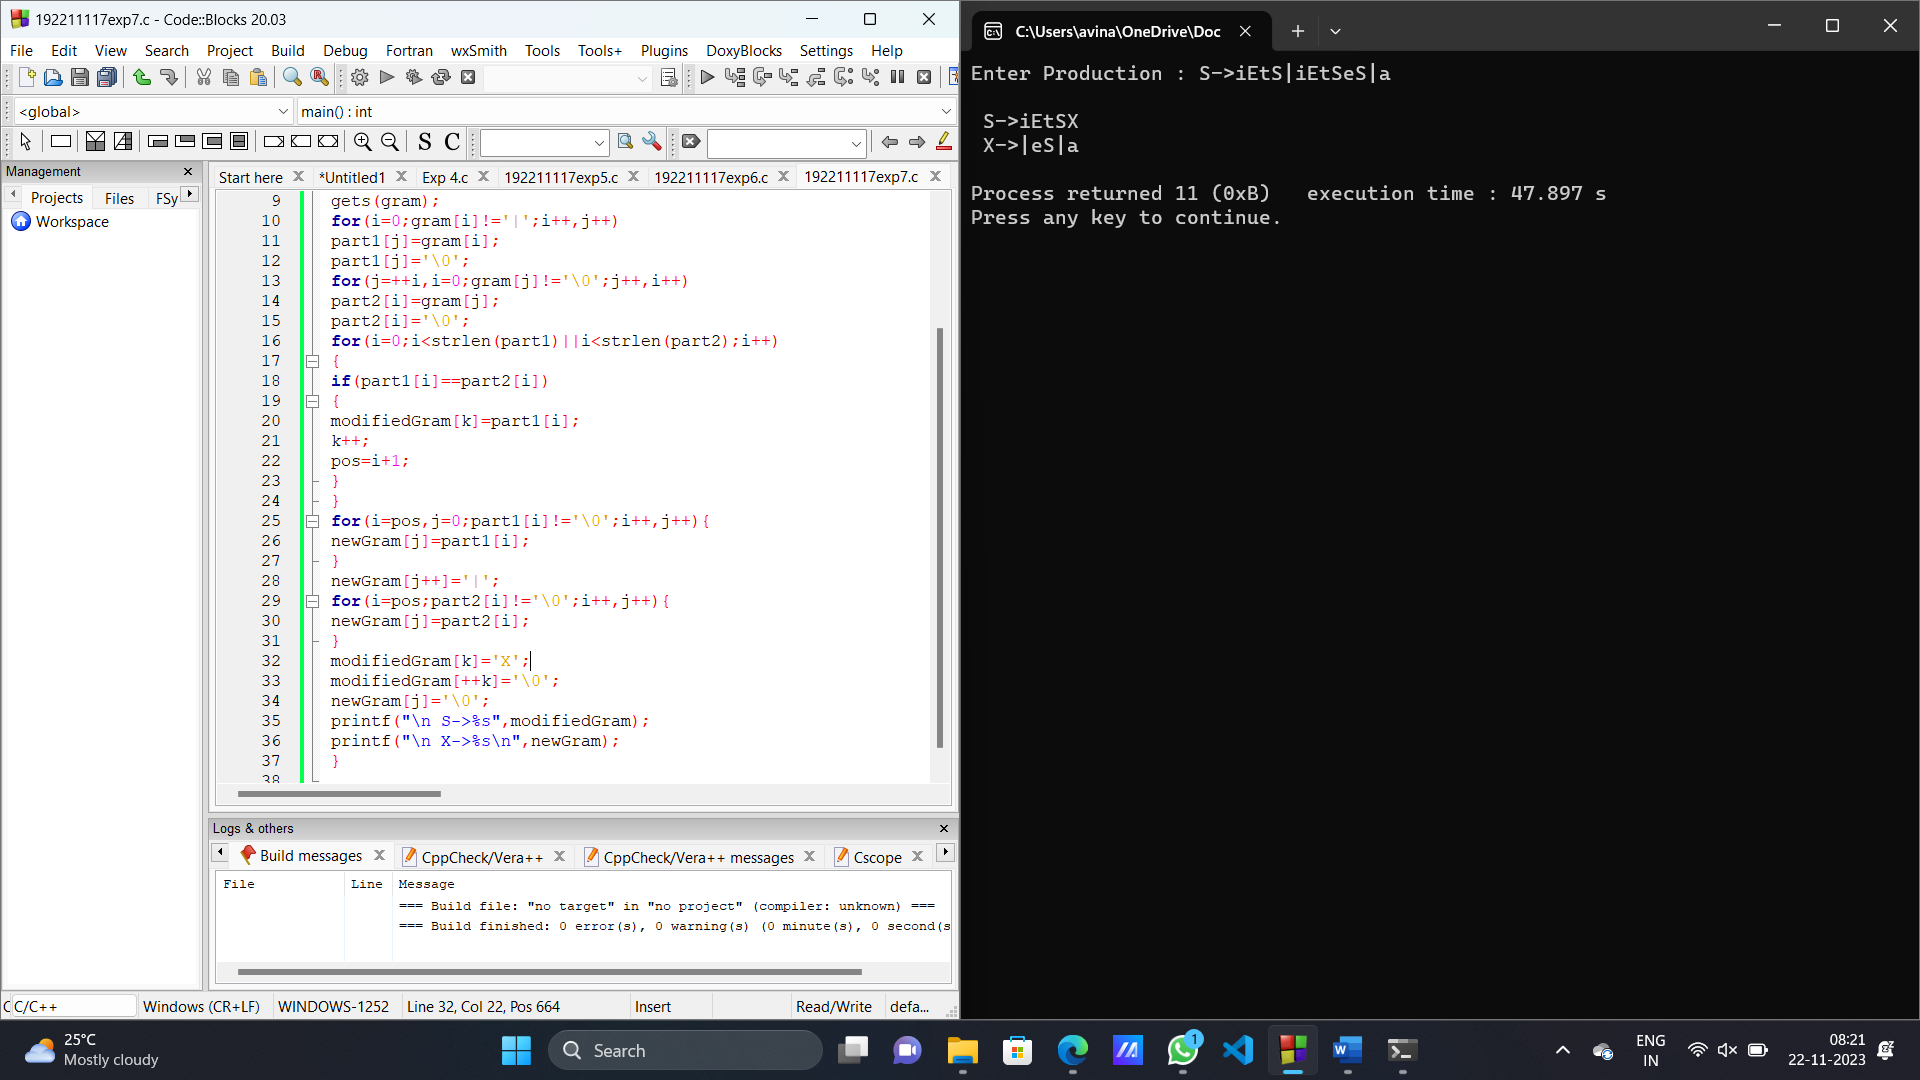 192211117exp7.c - Code::Blocks 20.03
File Edit View Search Project Build Debug Fortran wxSmith Tools Tools+ Plugins DoxyBlocks Settings Help
<global>
main() : int
S C
Management
Projects Files FSy
Workspace
Start here *Untitled1 Exp 4.c 192211117exp5.c 192211117exp6.c 192211117exp7.c
9 gets(gram);
10 for(i=0;gram[i]!='|';i++,j++)
11 part1[j]=gram[i];
12 part1[j]='\0';
13 for(j=++i,i=0;gram[j]!='\0';j++,i++)
14 part2[i]=gram[j];
15 part2[i]='\0';
16 for(i=0;i<strlen(part1)||i<strlen(part2);i++)
17 {
18 if(part1[i]==part2[i])
19 {
20 modifiedGram[k]=part1[i];
21 k++;
22 pos=i+1;
23 }
24 }
25 for(i=pos,j=0;part1[i]!='\0';i++,j++){
26 newGram[j]=part1[i];
27 }
28 newGram[j++]='|';
29 for(i=pos;part2[i]!='\0';i++,j++){
30 newGram[j]=part2[i];
31 }
32 modifiedGram[k]='X';
33 modifiedGram[++k]='\0';
34 newGram[j]='\0';
35 printf("\n S->%s",modifiedGram);
36 printf("\n X->%s\n",newGram);
37 }
38
Logs & others
Build messages CppCheck/Vera++ CppCheck/Vera++ messages Cscope
File Line Message
=== Build file: "no target" in "no project" (compiler: unknown) ===
=== Build finished: 0 error(s), 0 warning(s) (0 minute(s), 0 second(s
C C/C++ Windows (CR+LF) WINDOWS-1252 Line 32, Col 22, Pos 664 Insert Read/Write defa...
C:\Users\avina\OneDrive\Doc
Enter Production : S->iEtS|iEtSeS|a
S->iEtSX
X->|eS|a
Process returned 11 (0xB) execution time : 47.897 s
Press any key to continue.
25°C
Mostly cloudy
Search
1
ENG
IN
08:21
22-11-2023